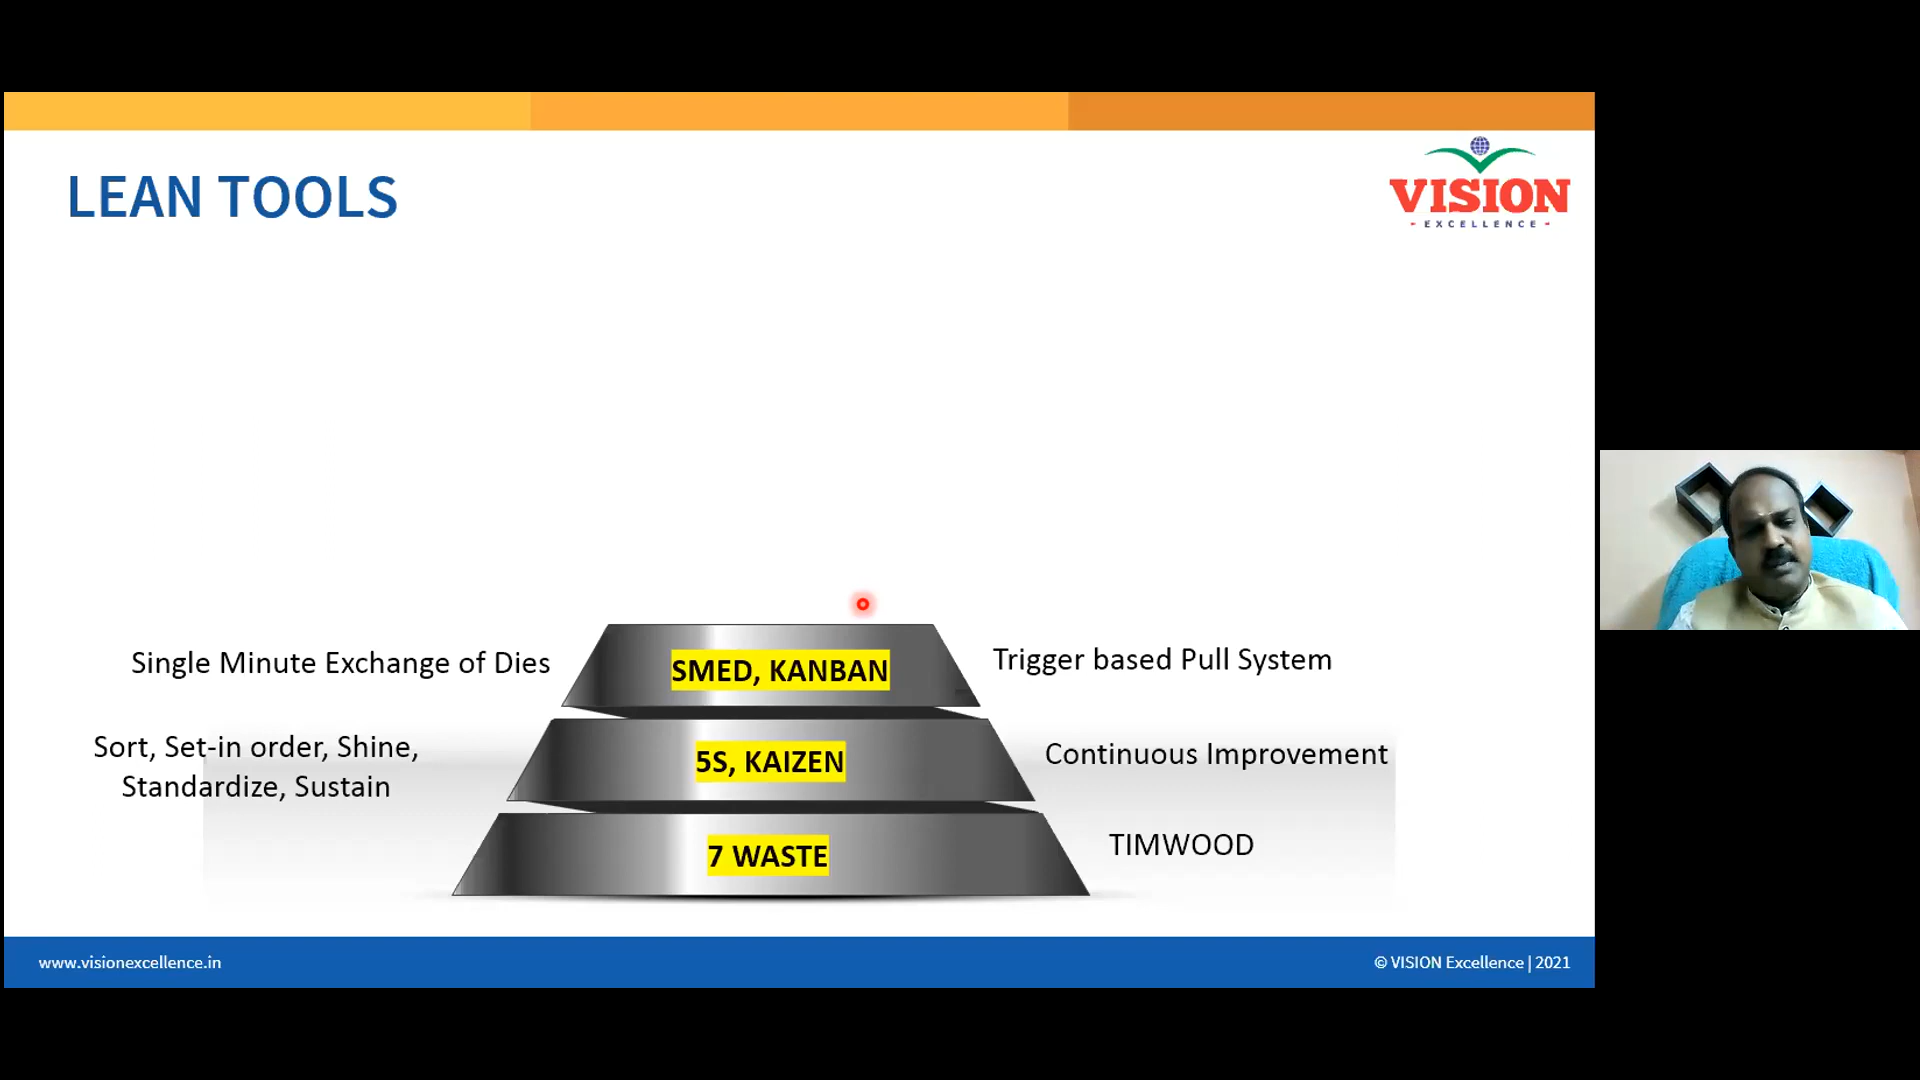 LEAN TOOLS
VISION
- EXCELLENCE -
Single Minute Exchange of Dies
SMED, KANBAN
Trigger based Pull System
Sort, Set-in order, Shine,
Standardize, Sustain
5S, KAIZEN
Continuous Improvement
7 WASTE
TIMWOOD
www.visionexcellence.in
© VISION Excellence | 2021